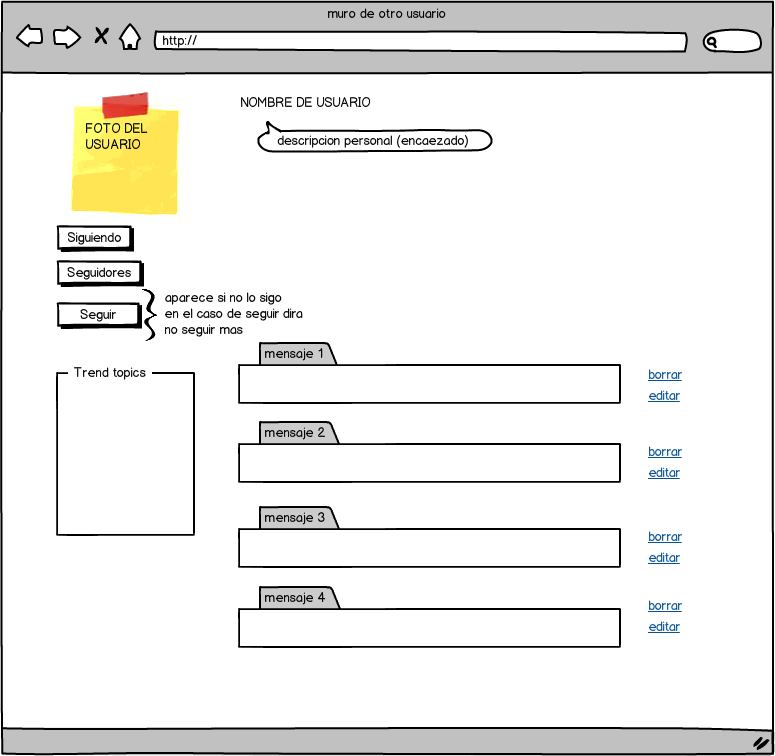 muro de otro usuario
http://
FOTO DEL
USUARIO
NOMBRE DE USUARIO
descripcion personal (encaezado)
Siguiendo
Seguidores
Seguir
aparece si no lo sigo
en el caso de seguir dira
no seguir mas
Trend topics
mensaje 1
borrar
editar
mensaje 2
borrar
editar
mensaje 3
borrar
editar
mensaje 4
borrar
editar